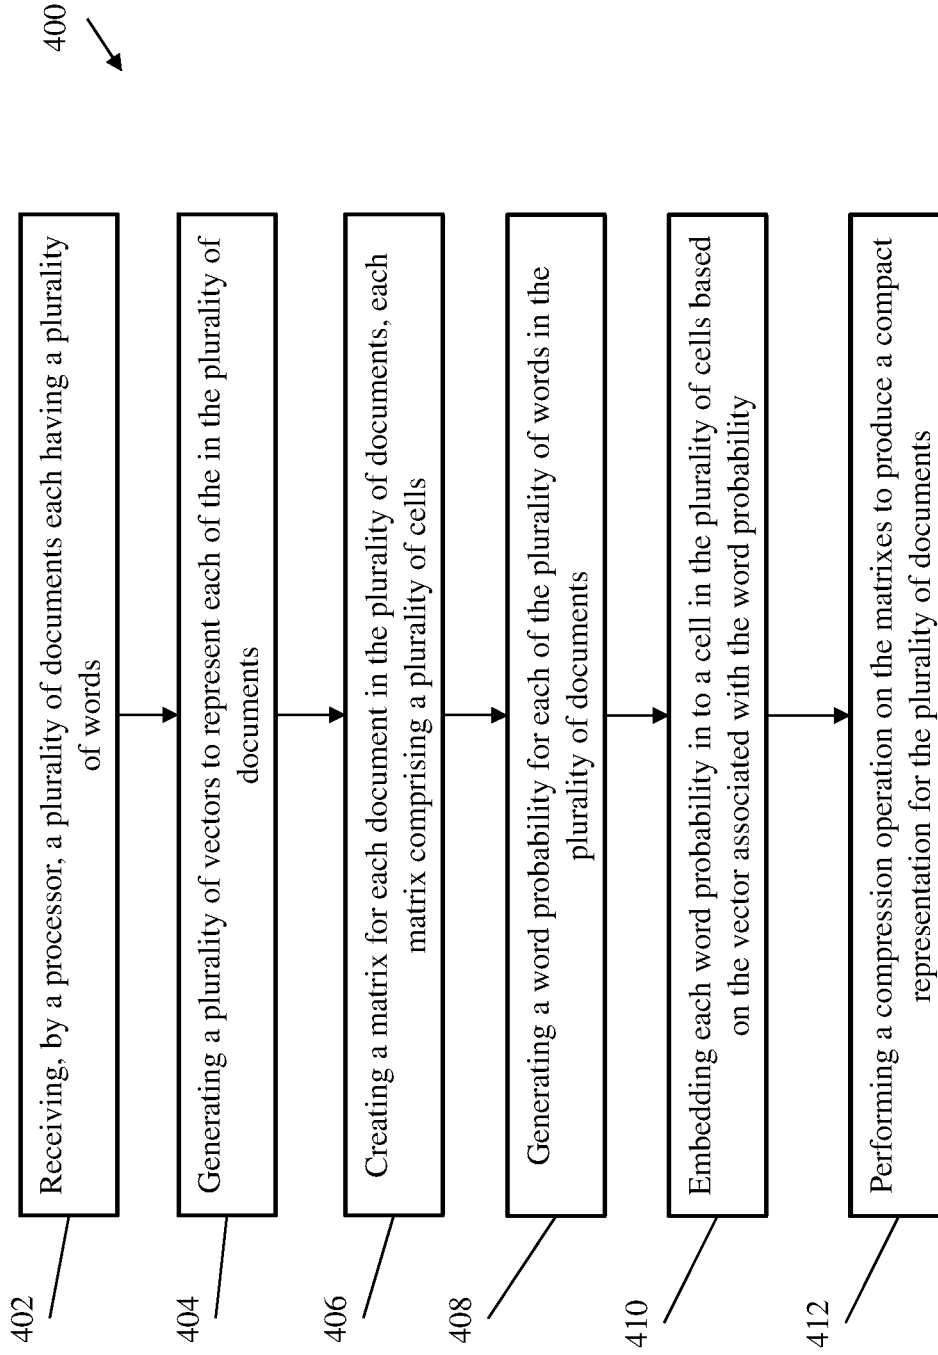 400
402
Receiving, by a processor, a plurality of documents each having a plurality
of words
404
Generating a plurality of vectors to represent each of the in the plurality of
documents
406
Creating a matrix for each document in the plurality of documents, each
matrix comprising a plurality of cells
408
Generating a word probability for each of the plurality of words in the
plurality of documents
410
Embedding each word probability in to a cell in the plurality of cells based
on the vector associated with the word probability
412
Performing a compression operation on the matrixes to produce a compact
representation for the plurality of documents